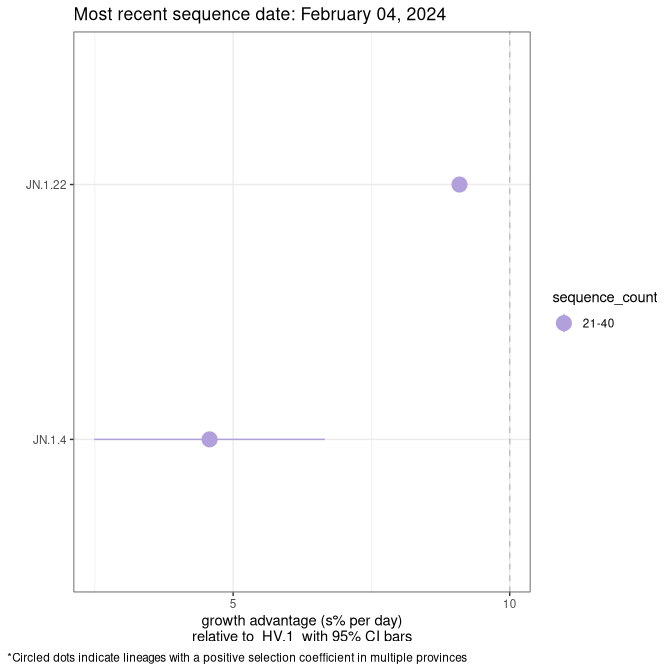 Most recent sequence date: February 04, 2024
JN.1.22
JN.1.4
sequence_count
21-40
5
10
growth advantage (s% per day)
relative to  HV.1  with 95% CI bars
*Circled dots indicate lineages with a positive selection coefficient in multiple provinces